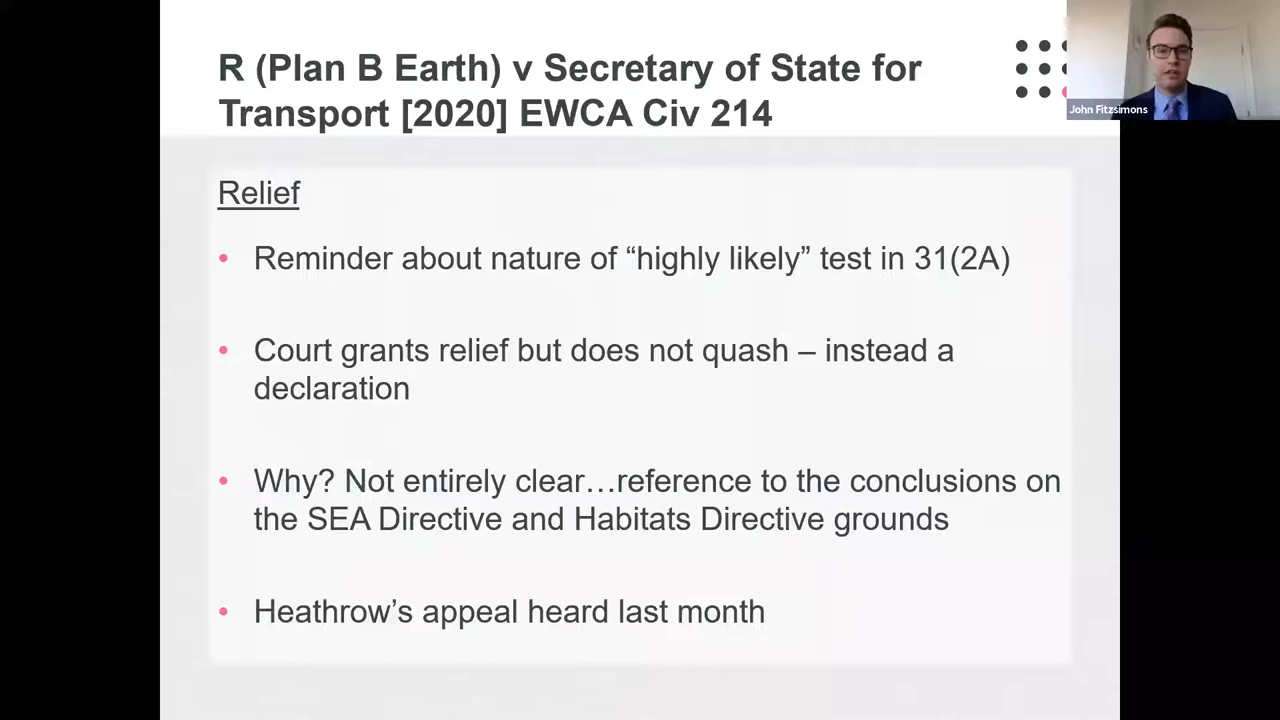 R (Plan B Earth) v Secretary of State for
Transport [2020] EWCA Civ 214
John Fitzsimons
Relief
• Reminder about nature of “highly likely” test in 31(2A)
• Court grants relief but does not quash – instead a
declaration
• Why? Not entirely clear…reference to the conclusions on
the SEA Directive and Habitats Directive grounds
• Heathrow’s appeal heard last month